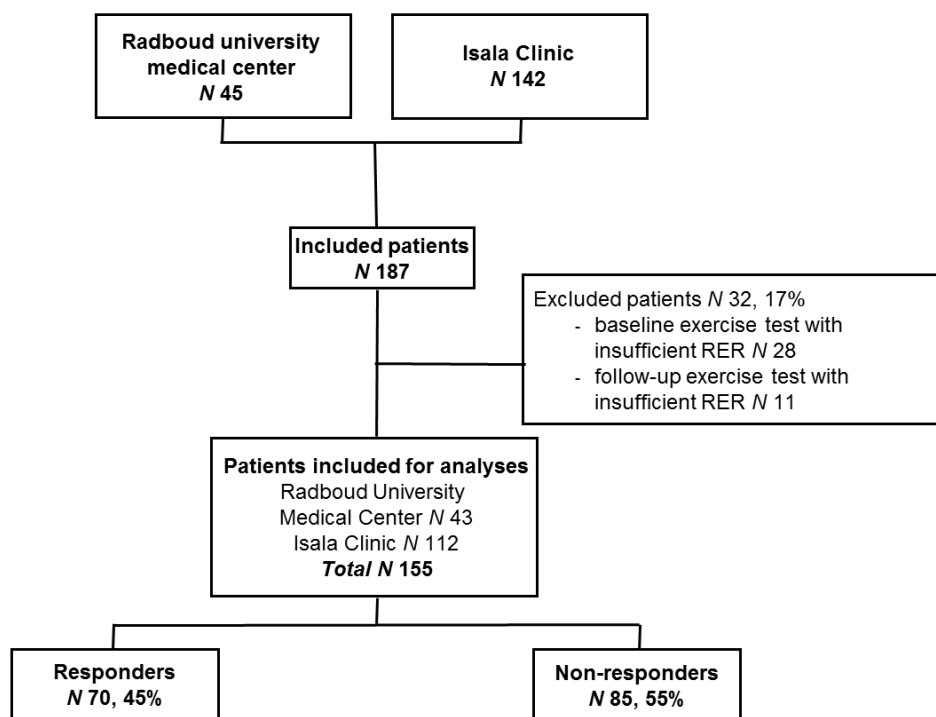 Radboud university
medical center
N 45
Isala Clinic
N 142
Included patients
N 187
Excluded patients N 32, 17%
- baseline exercise test with
insufficient RER N 28
- follow-up exercise test with
insufficient RER N 11
Patients included for analyses
Radboud University
Medical Center N 43
Isala Clinic N 112
Total N 155
Responders
N 70, 45%
Non-responders
N 85, 55%